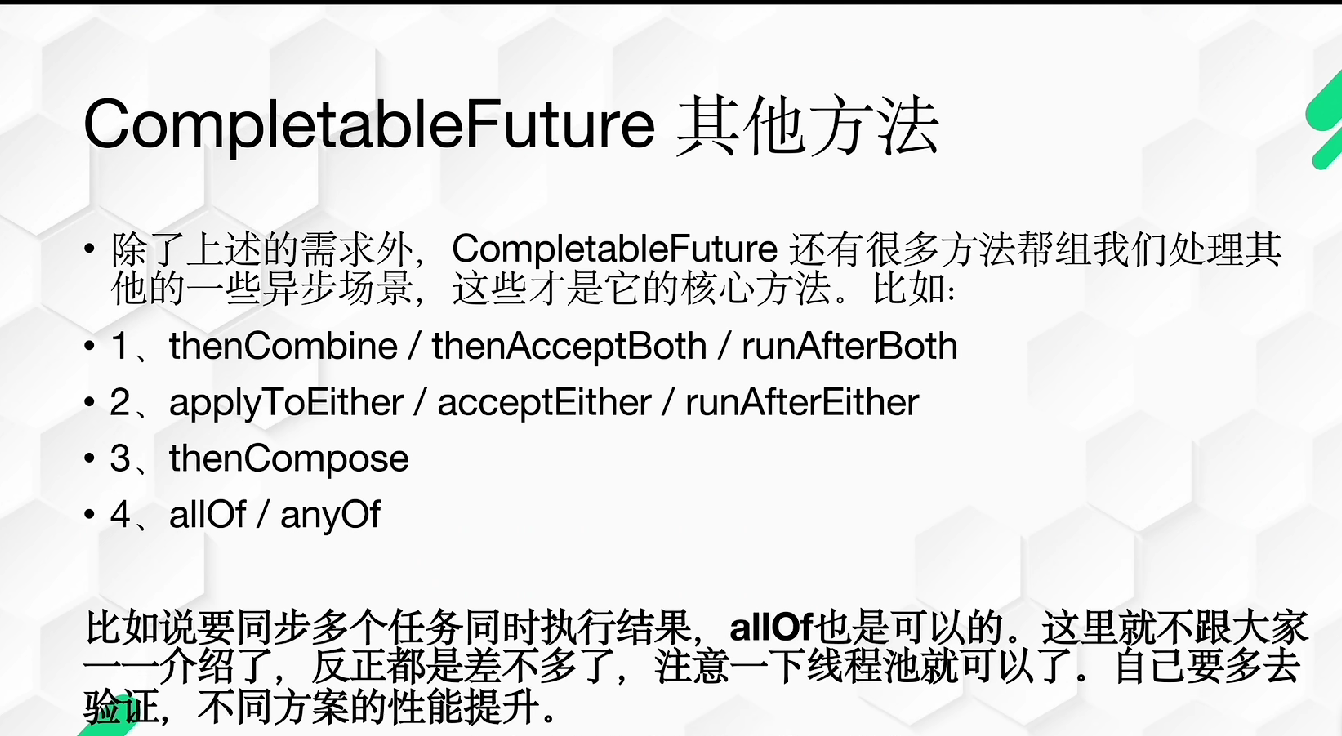 CompletableFuture 其他方法
• 除了上述的需求外，CompletableFuture 还有很多方法帮组我们处理其
他的一些异步场景，这些才是它的核心方法。比如:
• 1、thenCombine / thenAcceptBoth / runAfterBoth
• 2、applyToEither / acceptEither / runAfterEither
• 3、thenCompose
• 4、allOf / anyOf
比如说要同步多个任务同时执行结果，allOf也是可以的。这里就不跟大家
一一介绍了，反正都是差不多了，注意一下线程池就可以了。自己要多去
验证，不同方案的性能提升。